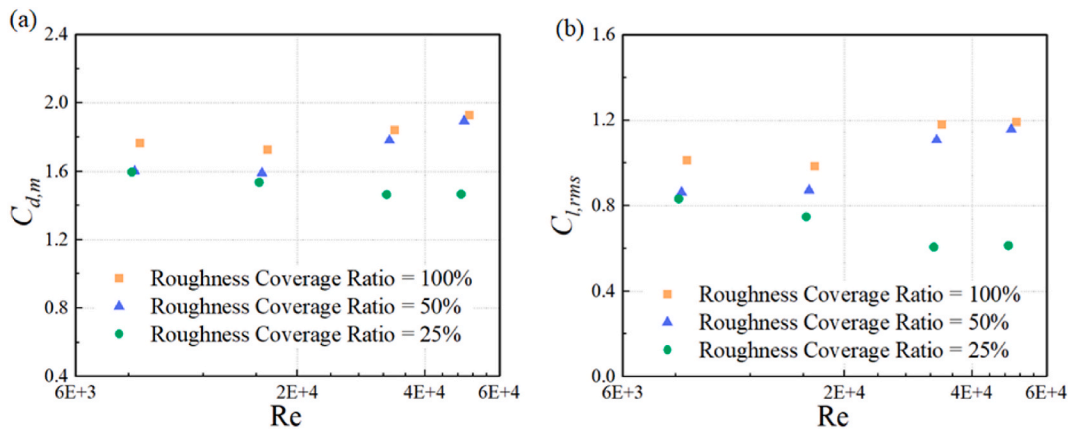 (a)
2.4
2.0
1.6
1.2
0.8
0.4
C_{d,m}
Roughness Coverage Ratio = 100%
Roughness Coverage Ratio = 50%
Roughness Coverage Ratio = 25%
6E+3 2E+4 4E+4 6E+4
Re
(b)
1.6
1.2
0.8
0.4
0.0
C_{l,rms}
Roughness Coverage Ratio = 100%
Roughness Coverage Ratio = 50%
Roughness Coverage Ratio = 25%
6E+3 2E+4 4E+4 6E+4
Re